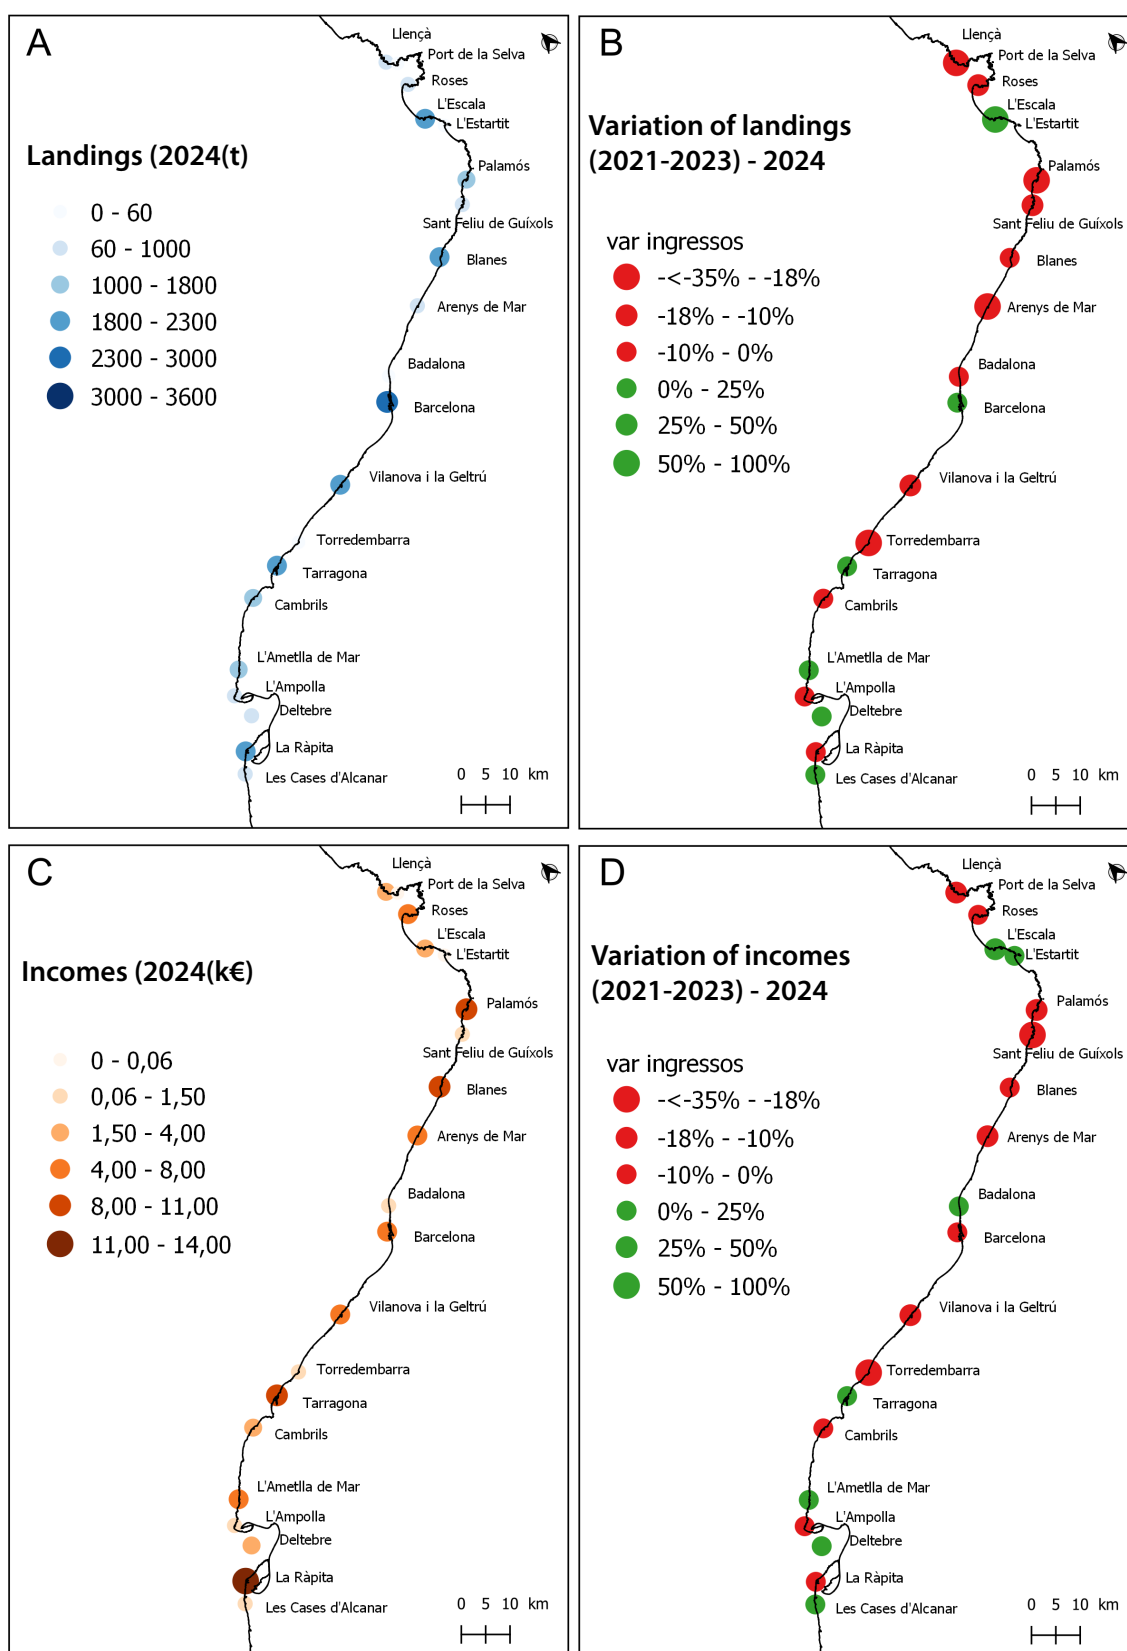 A
Llençà
Port de la Selva
Roses
L'Escala
L'Estartit
Landings (2024(t)
Palamós
0 - 60
60 - 1000
1000 - 1800
1800 - 2300
2300 - 3000
3000 - 3600
Sant Feliu de Guíxols
Blanes
Arenys de Mar
Badalona
Barcelona
Vilanova i la Geltrú
Torredembarra
Tarragona
Cambrils
L'Ametlla de Mar
L'Ampolla
Deltebre
La Ràpita
Les Cases d'Alcanar
0 5 10 km
B
Llençà
Port de la Selva
Roses
L'Escala
L'Estartit
Variation of landings
(2021-2023) - 2024
Palamós
Sant Feliu de Guíxols
var ingressos
-<-35% - -18%
-18% - -10%
-10% - 0%
0% - 25%
25% - 50%
50% - 100%
Blanes
Arenys de Mar
Badalona
Barcelona
Vilanova i la Geltrú
Torredembarra
Tarragona
Cambrils
L'Ametlla de Mar
L'Ampolla
Deltebre
La Ràpita
Les Cases d'Alcanar
0 5 10 km
C
Llençà
Port de la Selva
Roses
L'Escala
L'Estartit
Incomes (2024(k€)
Palamós
Sant Feliu de Guíxols
0 - 0,06
0,06 - 1,50
1,50 - 4,00
4,00 - 8,00
8,00 - 11,00
11,00 - 14,00
Blanes
Arenys de Mar
Badalona
Barcelona
Vilanova i la Geltrú
Torredembarra
Tarragona
Cambrils
L'Ametlla de Mar
L'Ampolla
Deltebre
La Ràpita
Les Cases d'Alcanar
0 5 10 km
D
Llençà
Port de la Selva
Roses
L'Escala
L'Estartit
Variation of incomes
(2021-2023) - 2024
Palamós
Sant Feliu de Guíxols
var ingressos
-<-35% - -18%
-18% - -10%
-10% - 0%
0% - 25%
25% - 50%
50% - 100%
Blanes
Arenys de Mar
Badalona
Barcelona
Vilanova i la Geltrú
Torredembarra
Tarragona
Cambrils
L'Ametlla de Mar
L'Ampolla
Deltebre
La Ràpita
Les Cases d'Alcanar
0 5 10 km